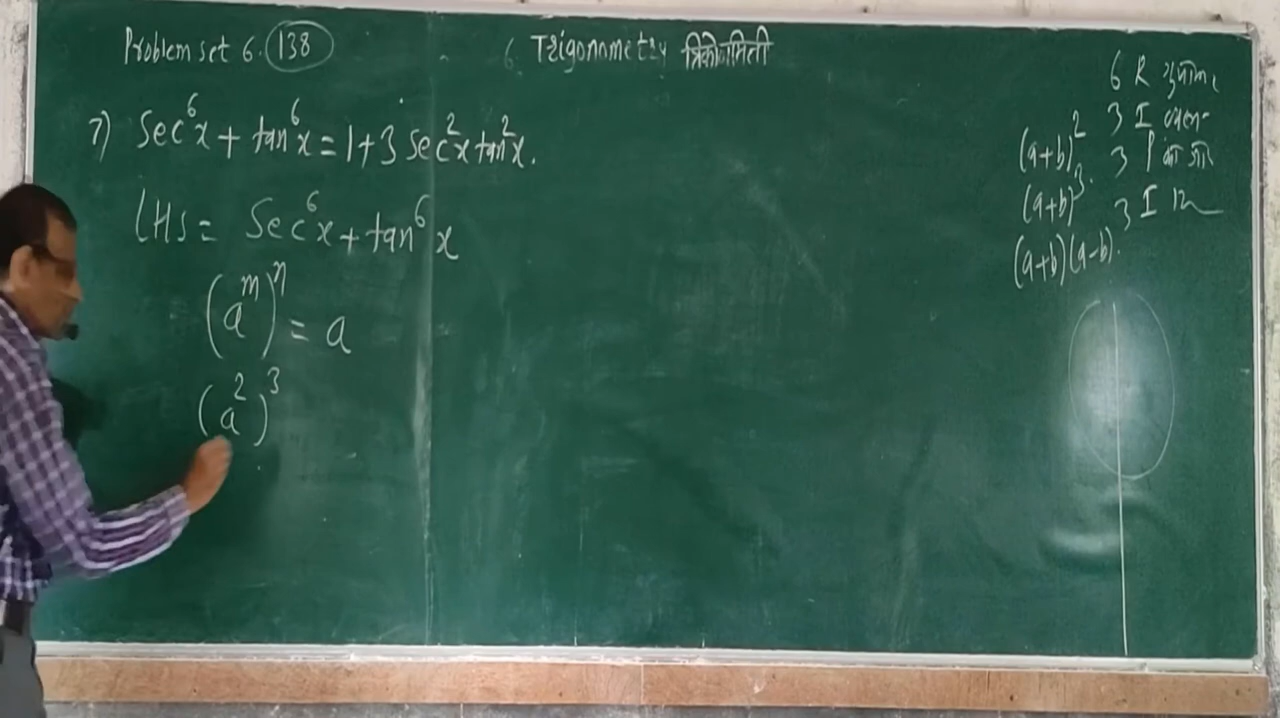 Problem set 6. 138
6. Trigonometry त्रिकोणमिती
7) Sec⁶x + tan⁶x = 1 + 3 sec²x tan²x.
LHS = Sec⁶x + tan⁶x
(aᵐ)ⁿ = a
(a²)³
6 R
3 I
(a+b)² 3 P
(a+b)³. 3 I
(a+b)(a-b).